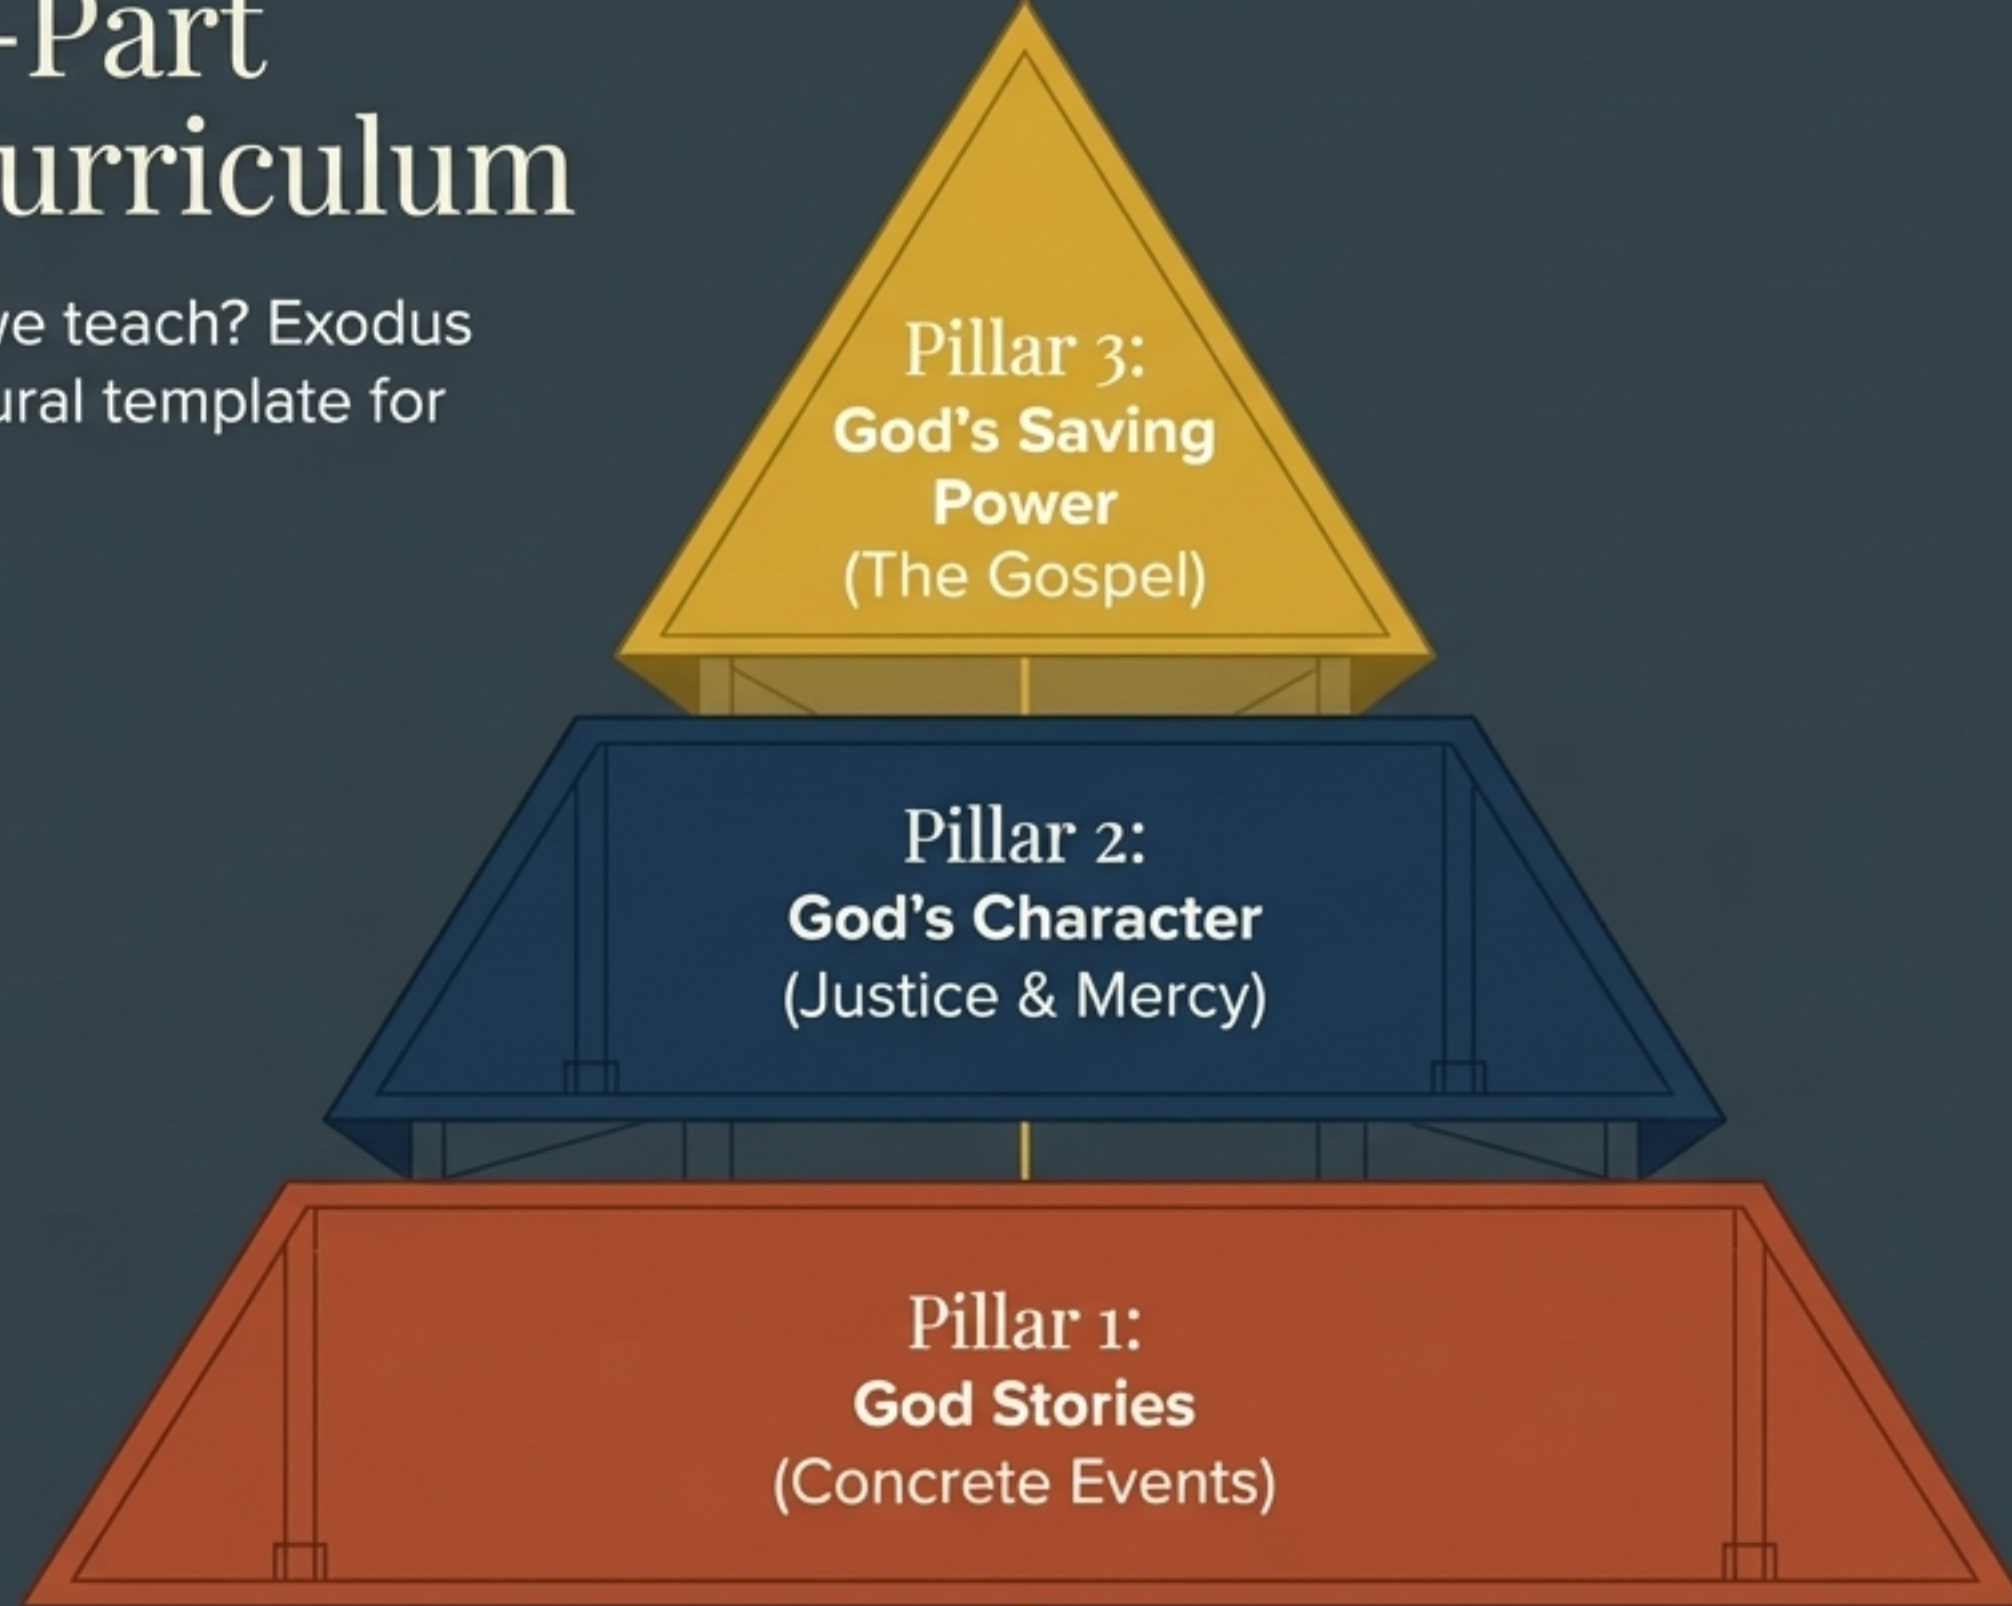 -Part
urriculum
ve teach? Exodus
ural template for
Pillar 3:
God's Saving
Power
(The Gospel)
Pillar 2:
God's Character
(Justice & Mercy)
Pillar 1:
God Stories
(Concrete Events)